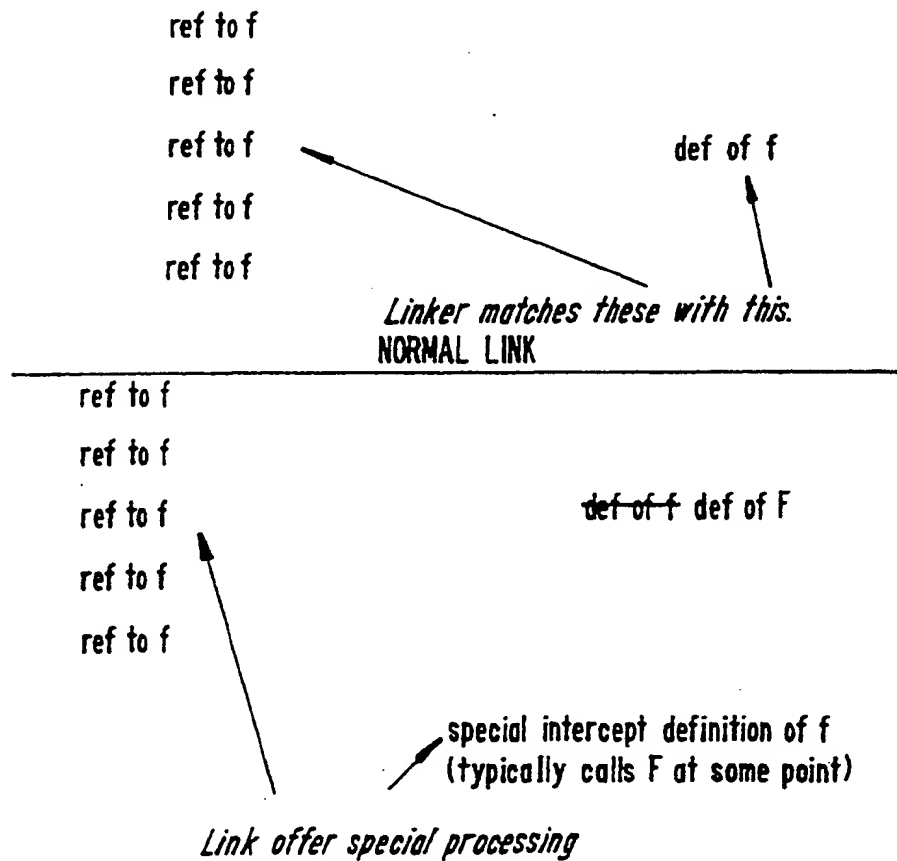 ref to f
ref to f
ref to f
def of f
ref to f
ref to f
Linker matches these with this.
NORMAL LINK
ref to f
ref to f
ref to f
def of f def of F
ref to f
ref to f
special intercept definition of f
(typically calls F at some point)
Link offer special processing